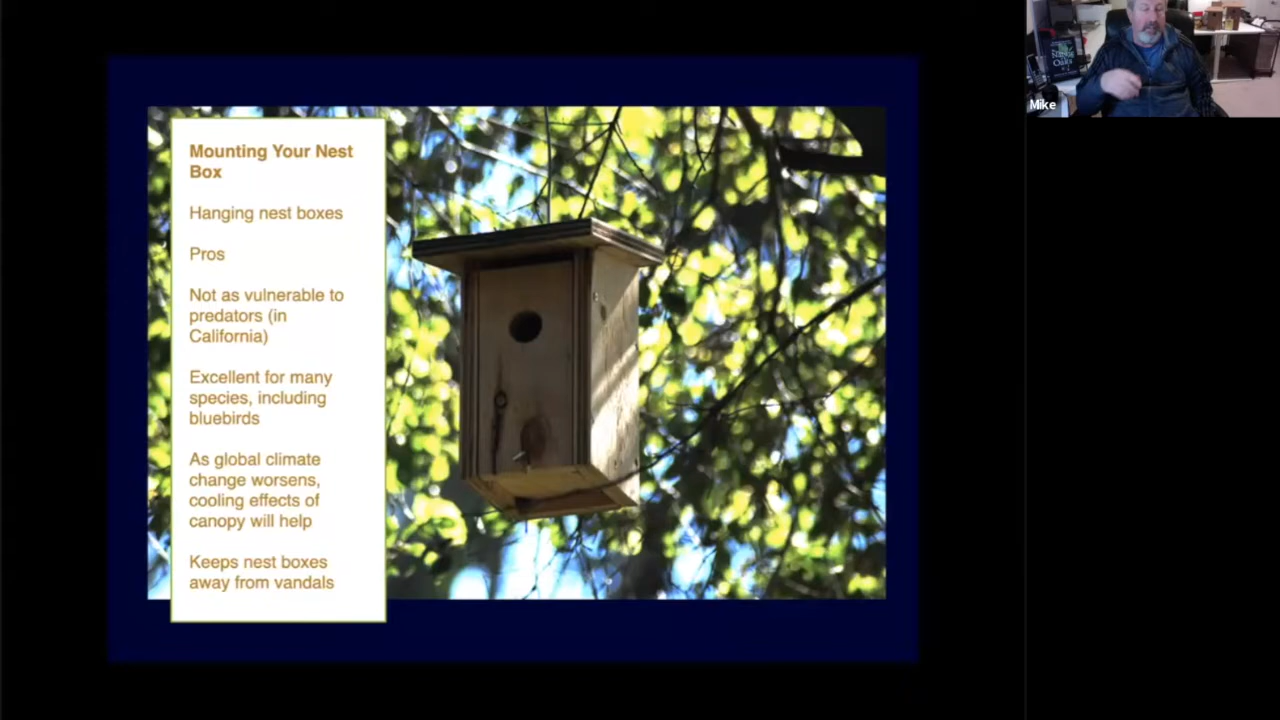 Mounting Your Nest
Box
Hanging nest boxes
Pros
Not as vulnerable to
predators (in
California)
Excellent for many
species, including
bluebirds
As global climate
change worsens,
cooling effects of
canopy will help
Keeps nest boxes
away from vandals
Mike